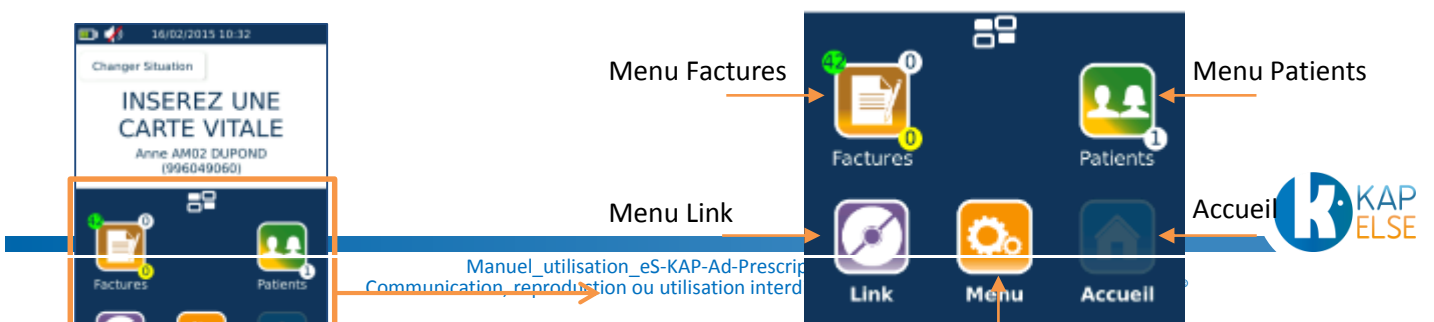 16/02/2015 10:32
Changer Situation
INSEREZ UNE
CARTE VITALE
Anne AM02 DUPOND
(996049060)
Factures
0
0
Patients
1
Menu Factures
Menu Link
42
0
0
Factures
Menu Patients
1
Patients
Link
Menu
Accueil
Accueil
KAP
ELSE
Manuel_utilisation_eS-KAP-Ad-Prescrip
Communication, reproduction ou utilisation interd